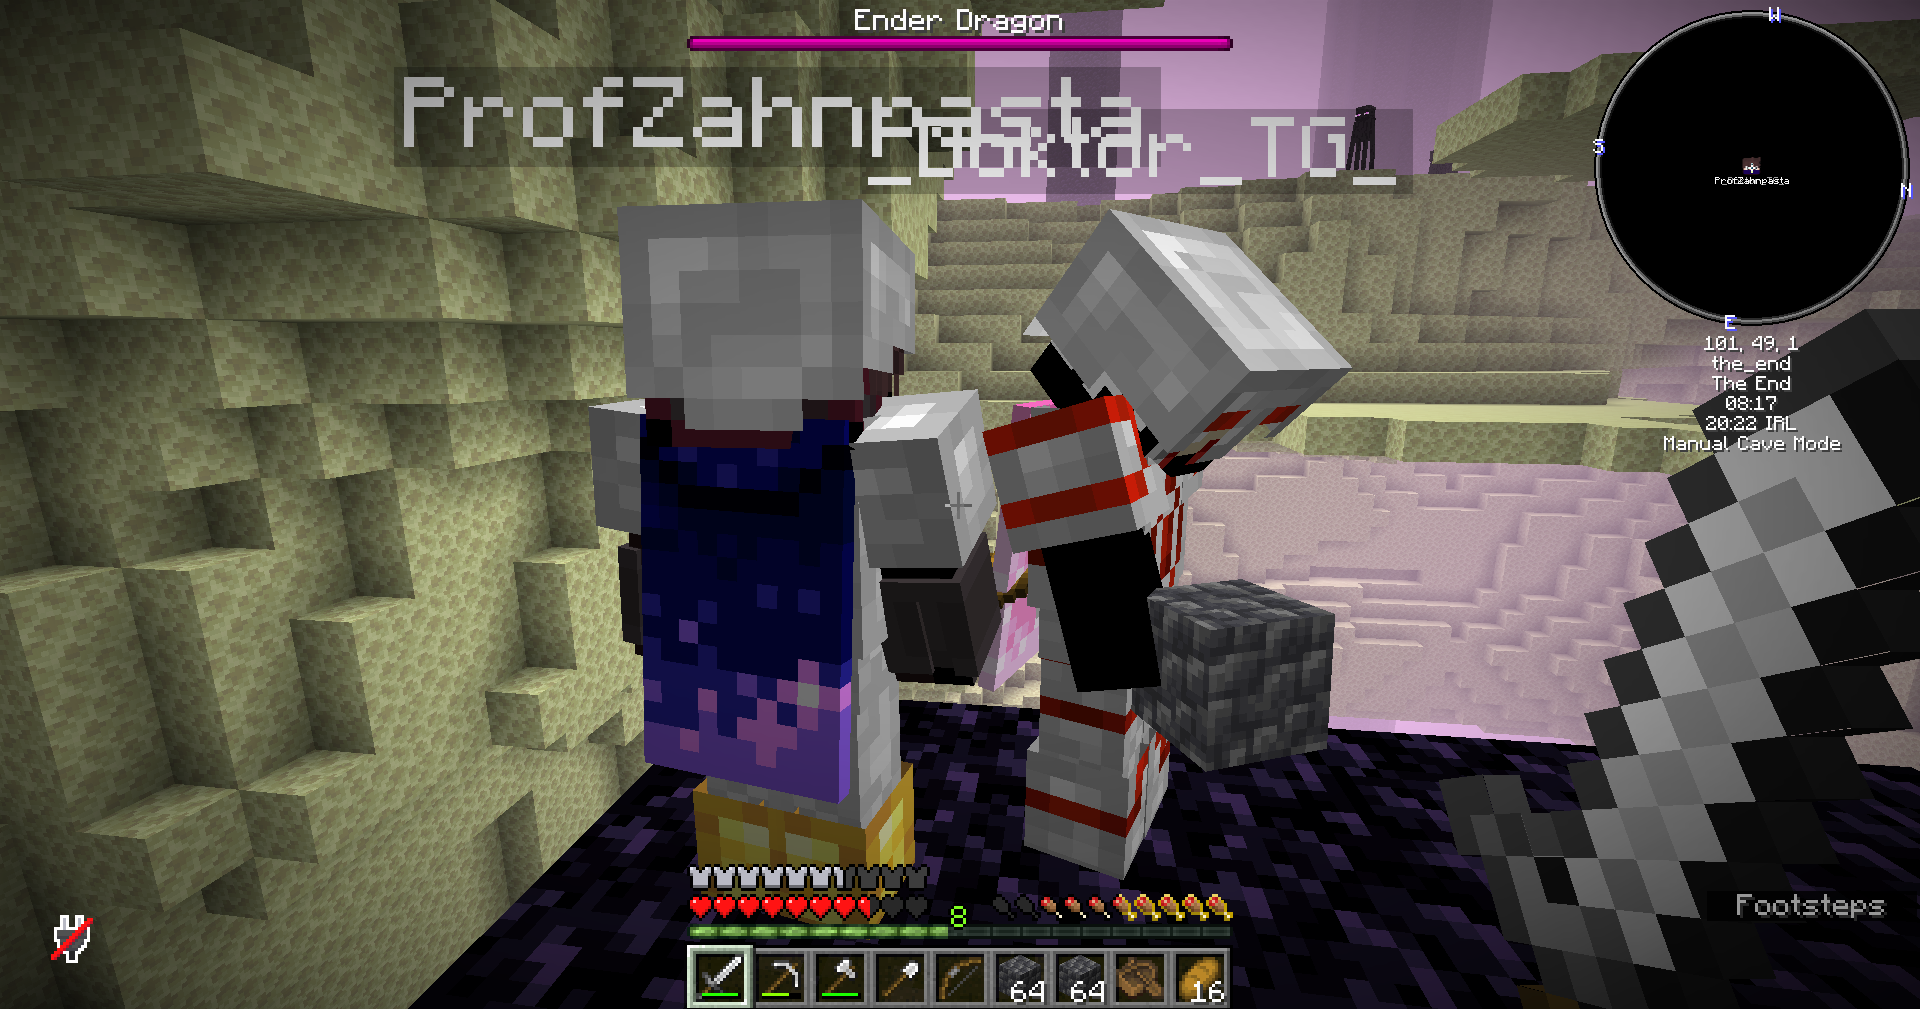 Ender Dragon
ProfZahnpasta
_Doktor_TG_
W
S
N
ProfZahnpasta
E
101, 49, 1
the_end
The End
08:17
20:22 IRL
Manual Cave Mode
Footsteps
8
64
64
16